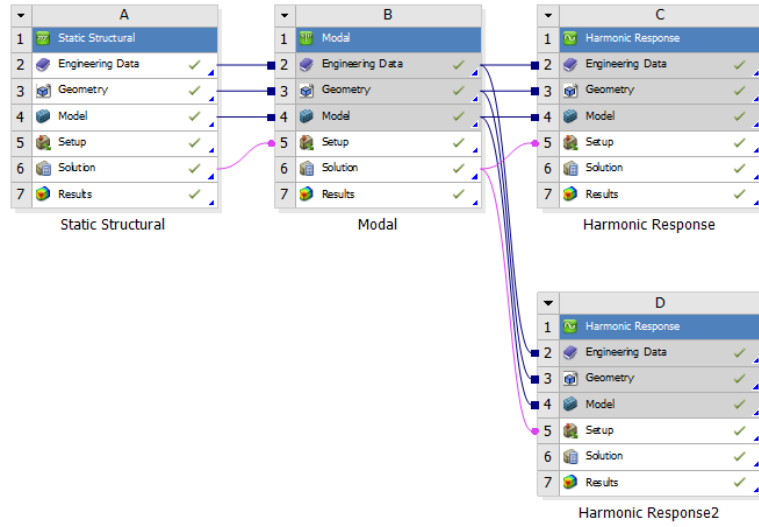 A
1 Static Structural
2 Engineering Data
3 Geometry
4 Model
5 Setup
6 Solution
7 Results
Static Structural
B
1 Modal
2 Engineering Data
3 Geometry
4 Model
5 Setup
6 Solution
7 Results
Modal
C
1 Harmonic Response
2 Engineering Data
3 Geometry
4 Model
5 Setup
6 Solution
7 Results
Harmonic Response
D
1 Harmonic Response
2 Engineering Data
3 Geometry
4 Model
5 Setup
6 Solution
7 Results
Harmonic Response2